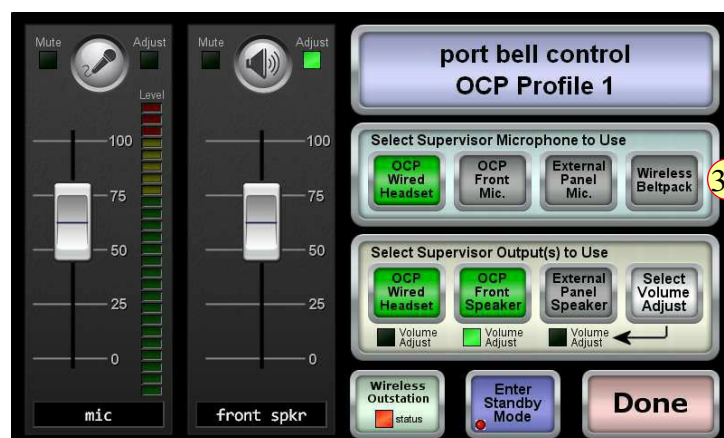 Mute
Adjust
Level
100
75
50
25
0
mic
Mute
Adjust
100
75
50
25
0
front spkr
port bell control
OCP Profile 1
Select Supervisor Microphone to Use
OCP
Wired
Headset
OCP
Front
Mic.
External
Panel
Mic.
Wireless
Beltpack
3
Select Supervisor Output(s) to Use
OCP
Wired
Headset
OCP
Front
Speaker
External
Panel
Speaker
Select
Volume
Adjust
Volume
Adjust
Volume
Adjust
Volume
Adjust
Wireless
Outstation
status
Enter
Standby
Mode
Done